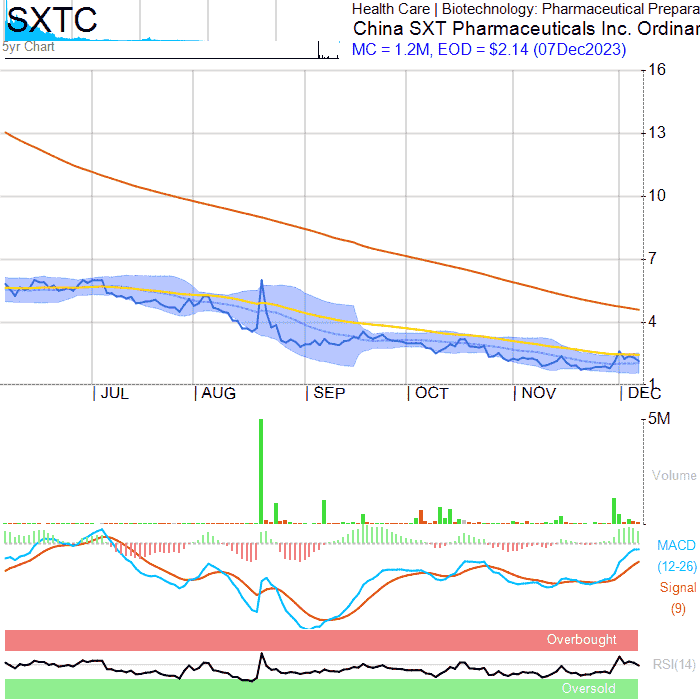 SXTC
5yr Chart
Health Care | Biotechnology: Pharmaceutical Prepara
China SXT Pharmaceuticals Inc. Ordinar
MC = 1.2M, EOD = $2.14 (07Dec2023)
16
13
10
7
4
1
JUL
AUG
SEP
OCT
NOV
DEC
5M
Volume
MACD
(12-26)
Signal
(9)
Overbought
RSI(14)
Oversold